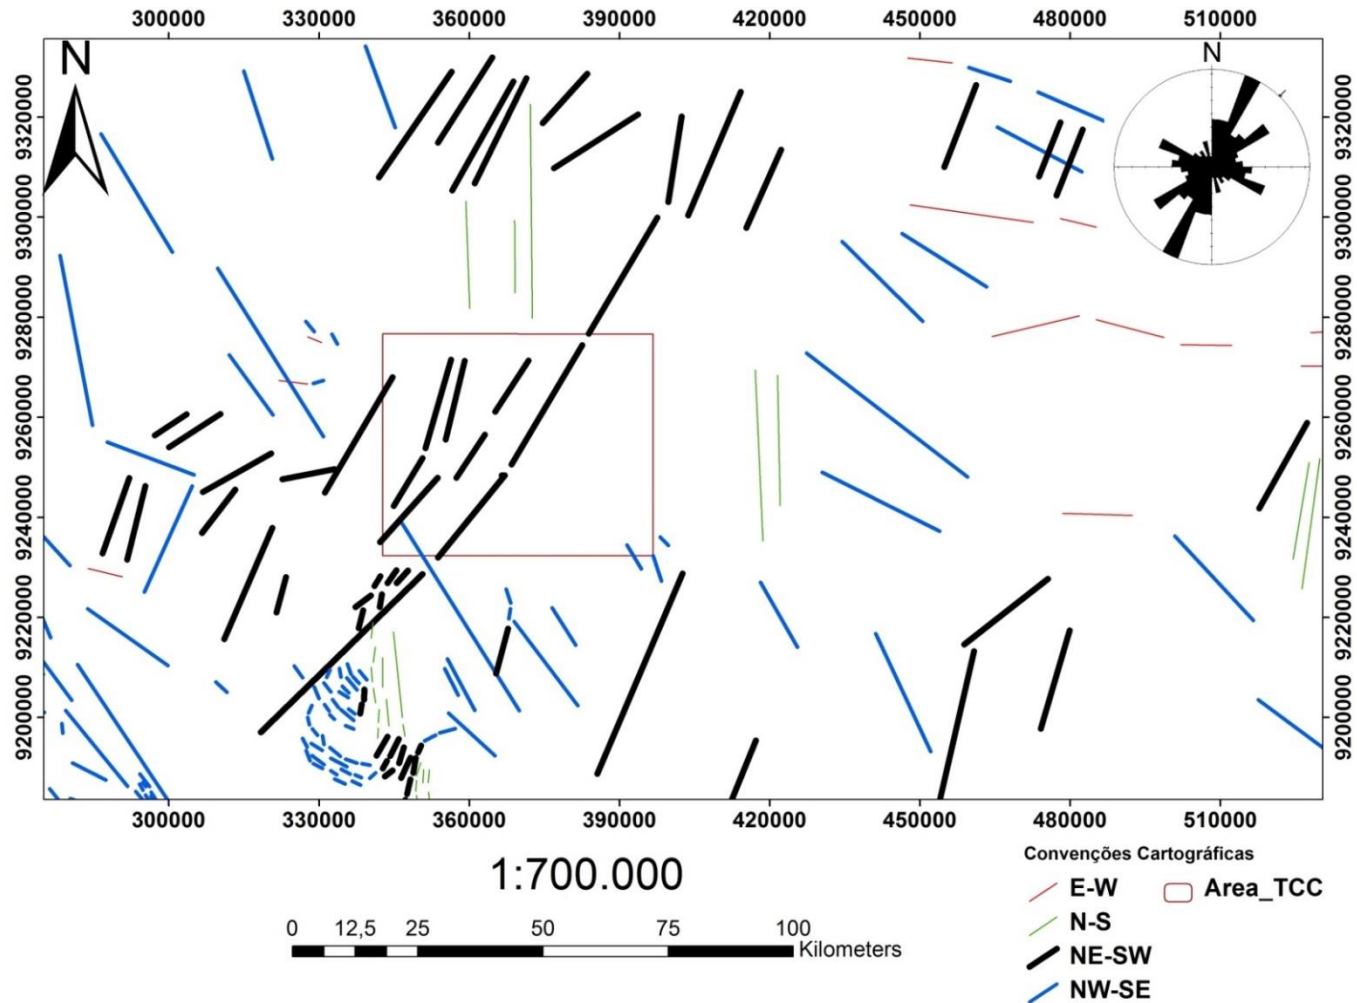 300000 330000 360000 390000 420000 450000 480000 510000
N
N
9320000 9320000
9300000 9300000
9280000 9280000
9260000 9260000
9240000 9240000
9220000 9220000
9200000 9200000
300000 330000 360000 390000 420000 450000 480000 510000
1:700.000
0 12,5 25 50 75 100
Kilometers
Convenções Cartográficas
E-W Area_TCC
N-S
NE-SW
NW-SE